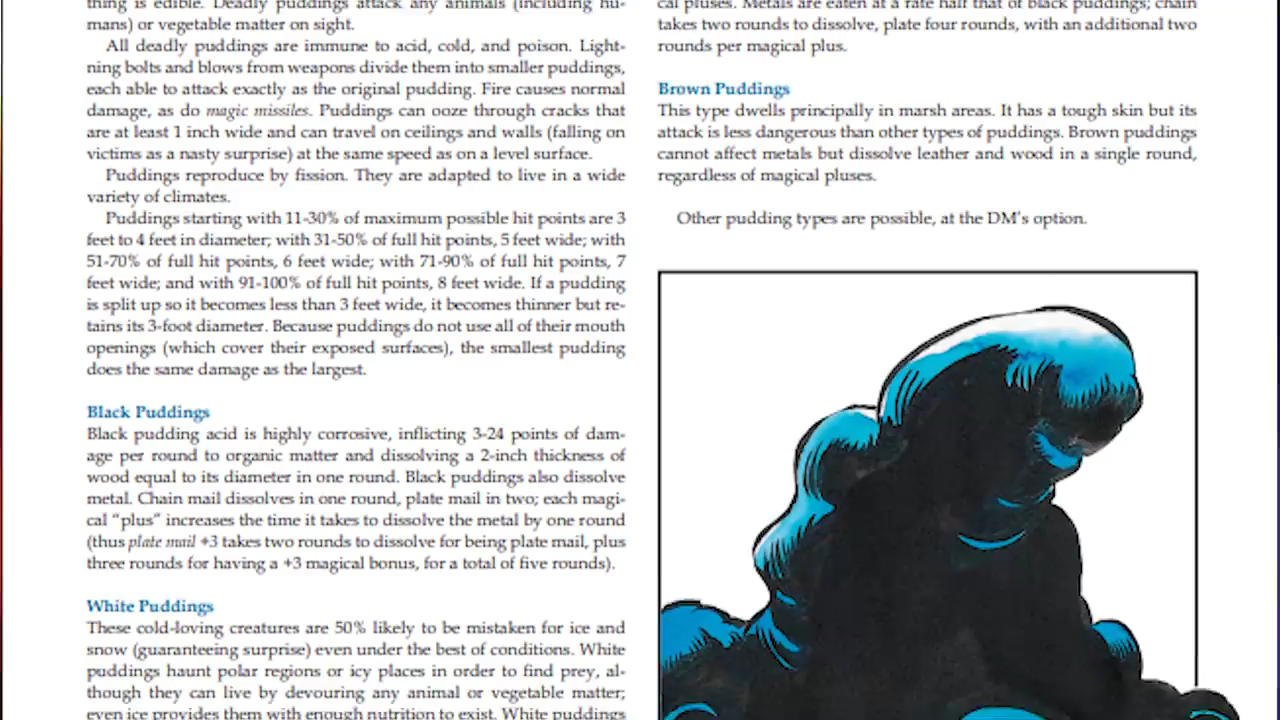 thing is edible. Deadly puddings attack any animals (including hu-
mans) or vegetable matter on sight.
All deadly puddings are immune to acid, cold, and poison. Light-
ning bolts and blows from weapons divide them into smaller puddings,
each able to attack exactly as the original pudding. Fire causes normal
damage, as do magic missiles. Puddings can ooze through cracks that
are at least 1 inch wide and can travel on ceilings and walls (falling on
victims as a nasty surprise) at the same speed as on a level surface.
Puddings reproduce by fission. They are adapted to live in a wide
variety of climates.
Puddings starting with 11-30% of maximum possible hit points are 3
feet to 4 feet in diameter; with 31-50% of full hit points, 5 feet wide; with
51-70% of full hit points, 6 feet wide; with 71-90% of full hit points, 7
feet wide; and with 91-100% of full hit points, 8 feet wide. If a pudding
is split up so it becomes less than 3 feet wide, it becomes thinner but re-
tains its 3-foot diameter. Because puddings do not use all of their mouth
openings (which cover their exposed surfaces), the smallest pudding
does the same damage as the largest.
Black Puddings
Black pudding acid is highly corrosive, inflicting 3-24 points of dam-
age per round to organic matter and dissolving a 2-inch thickness of
wood equal to its diameter in one round. Black puddings also dissolve
metal. Chain mail dissolves in one round, plate mail in two; each magi-
cal "plus" increases the time it takes to dissolve the metal by one round
(thus plate mail +3 takes two rounds to dissolve for being plate mail, plus
three rounds for having a +3 magical bonus, for a total of five rounds).
White Puddings
These cold-loving creatures are 50% likely to be mistaken for ice and
snow (guaranteeing surprise) even under the best of conditions. White
puddings haunt polar regions or icy places in order to find prey, al-
though they can live by devouring any animal or vegetable matter;
even ice provides them with enough nutrition to exist. White puddings
cal pluses. Metals are eaten at a rate half that of black puddings; chain
takes two rounds to dissolve, plate four rounds, with an additional two
rounds per magical plus.
Brown Puddings
This type dwells principally in marsh areas. It has a tough skin but its
attack is less dangerous than other types of puddings. Brown puddings
cannot affect metals but dissolve leather and wood in a single round,
regardless of magical pluses.
Other pudding types are possible, at the DM's option.